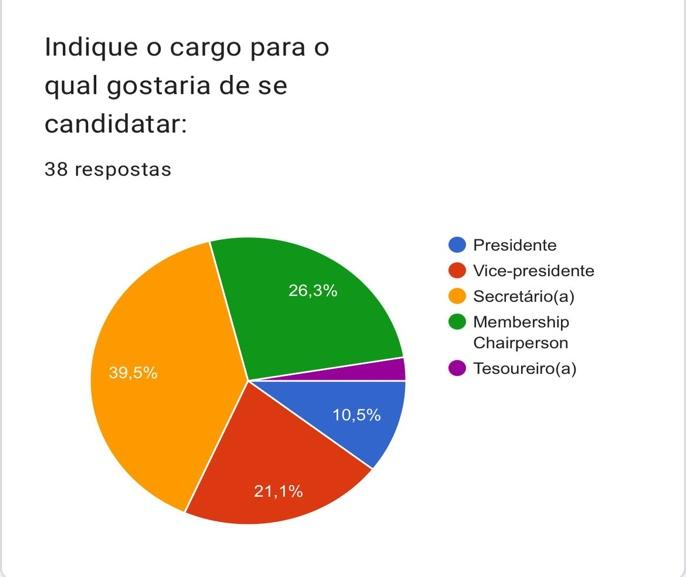 Indique o cargo para o
qual gostaria de se
candidatar:
38 respostas
Presidente
Vice-presidente
Secretário(a)
Membership
Chairperson
Tesoureiro(a)
26,3%
39,5%
10,5%
21,1%